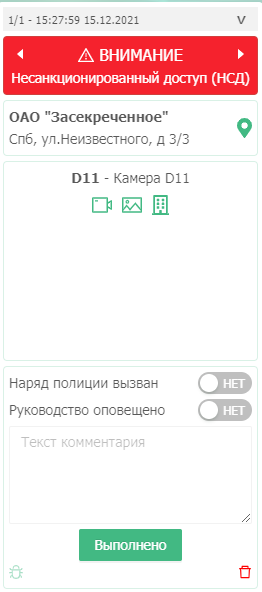 1/1 - 15:27:59 15.12.2021
ВНИМАНИЕ
Несанкционированный доступ (НСД)
ОАО "Засекреченное"
Спб, ул.Неизвестного, д 3/3
D11 - Камера D11
Наряд полиции вызван НЕТ
Руководство оповещено НЕТ
Текст комментария
Выполнено